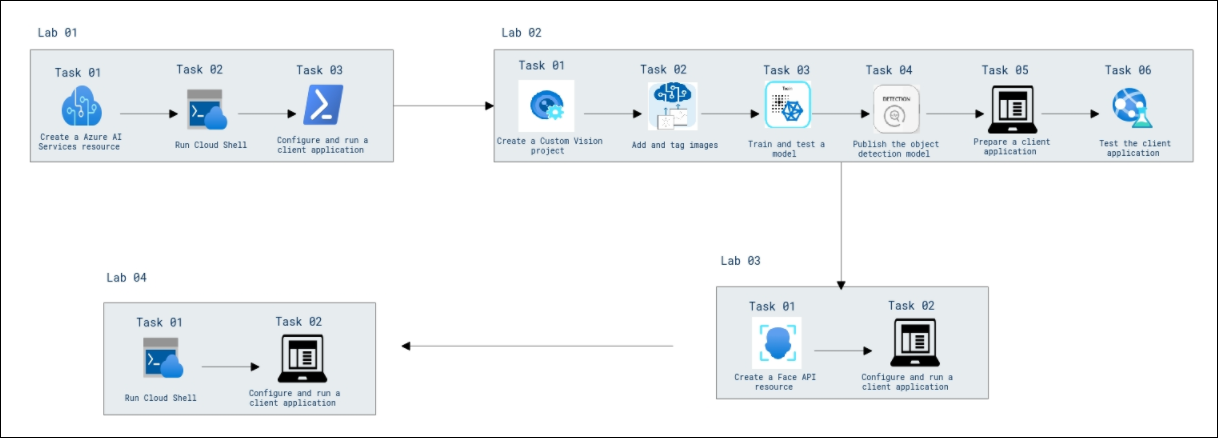 Lab 01
Task 01
Task 02
Task 03
Create a Azure AI
Services resource
Run Cloud Shell
Configure and run a
client application
Lab 02
Task 01
Task 02
Task 03
Task 04
Task 05
Task 06
Train
DETECTION
Create a Custom Vision
project
Add and tag images
Train and test a
model
Publish the object
detection model
Prepare a client
application
Test the client
application
Lab 03
Task 01
Task 02
Create a Face API
resource
Configure and run a
client application
Lab 04
Task 01
Task 02
Run Cloud Shell
Configure and run a
client application